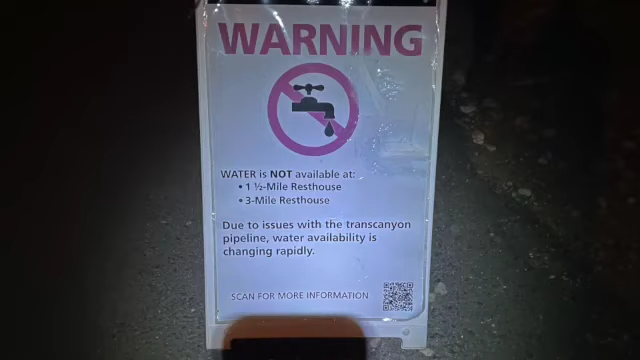 WARNING
WATER is NOT available at:
• 1 ½-Mile Resthouse
• 3-Mile Resthouse
Due to issues with the transcanyon
pipeline, water availability is
changing rapidly.
SCAN FOR MORE INFORMATION